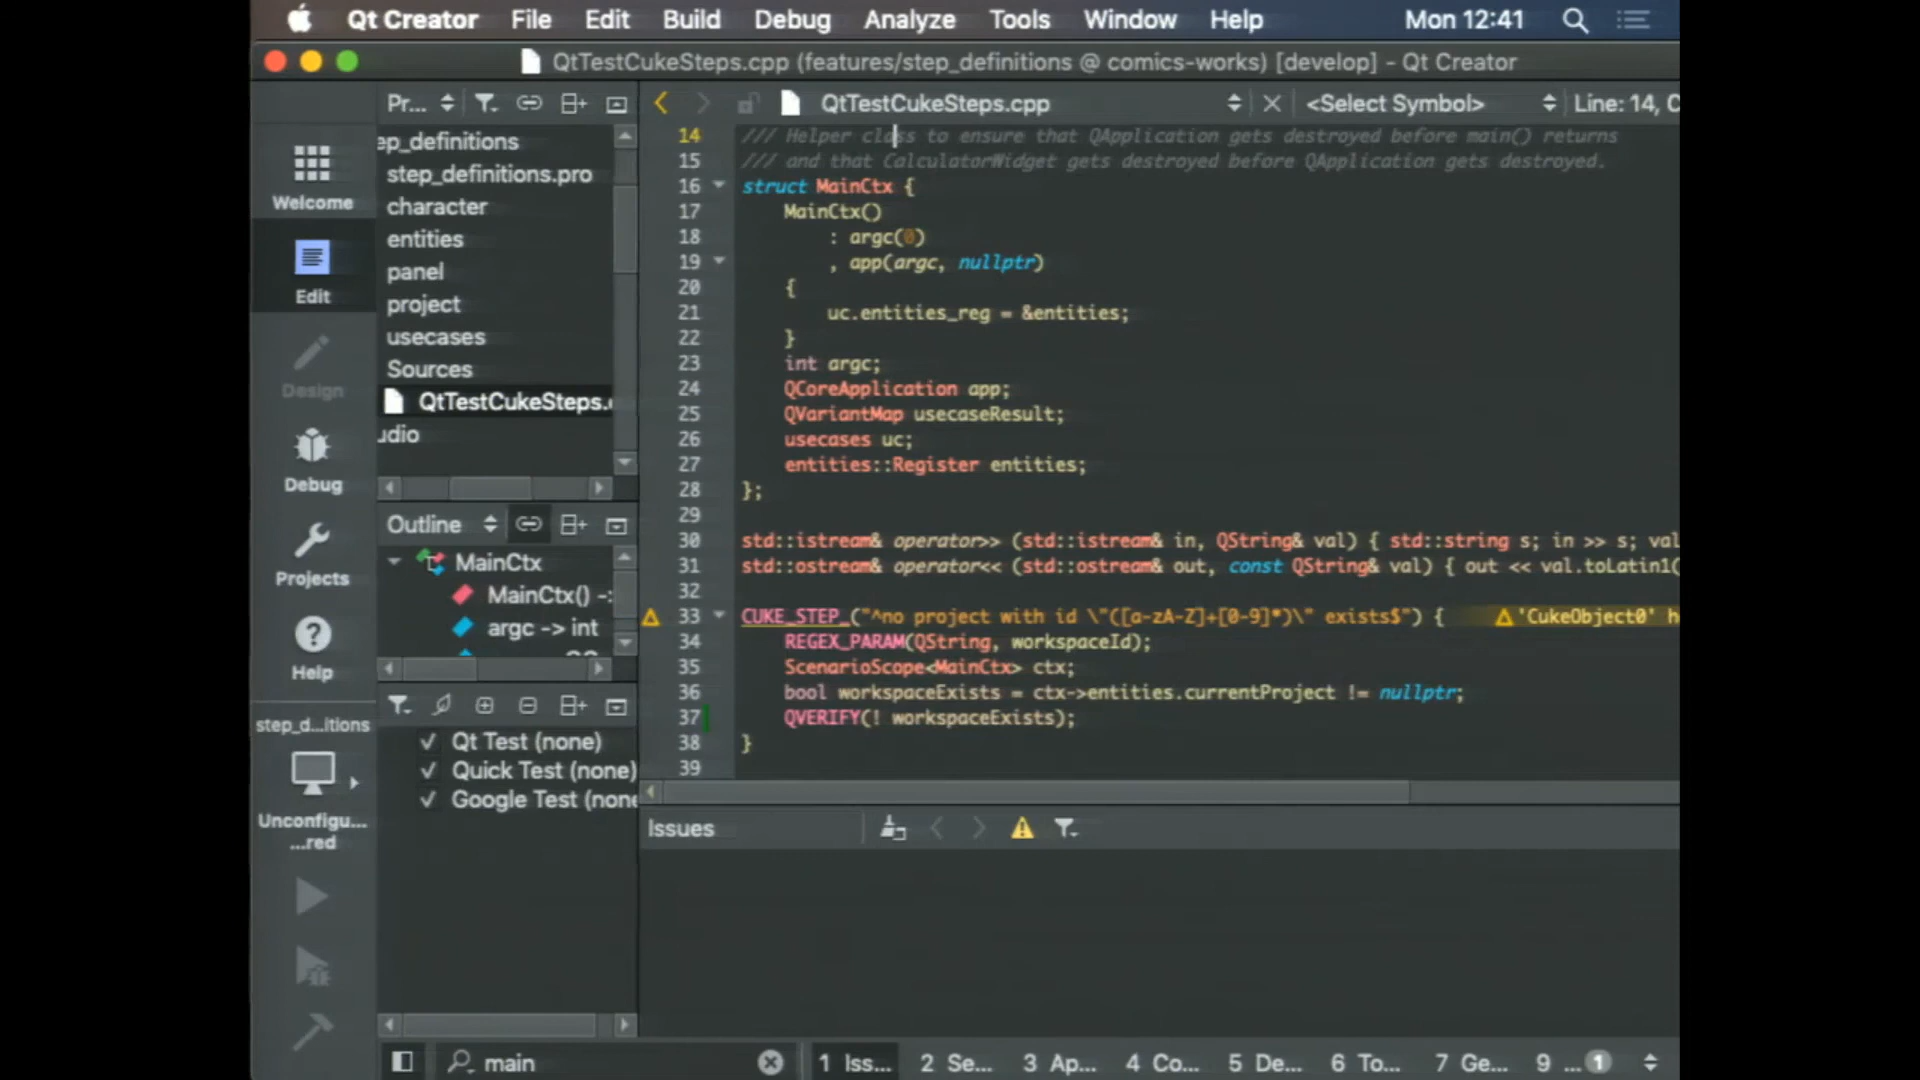 Qt Creator File Edit Build Debug Analyze Tools Window Help Mon 12:41
QtTestCukeSteps.cpp (features/step_definitions @ comics-works) [develop] - Qt Creator
Pr...
QtTestCukeSteps.cpp
<Select Symbol>
Line: 14, C
Welcome
Edit
Design
Debug
Projects
Help
step_d...itions
Unconfigu...
...red
ep_definitions
step_definitions.pro
character
entities
panel
project
usecases
Sources
QtTestCukeSteps.
udio
Outline
MainCtx
MainCtx() -:
argc -> int
Qt Test (none)
Quick Test (none)
Google Test (none
14 /// Helper class to ensure that QApplication gets destroyed before main() returns
15 /// and that CalculatorWidget gets destroyed before QApplication gets destroyed.
16 struct MainCtx {
17 MainCtx()
18 : argc(0)
19 , app(argc, nullptr)
20 {
21 uc.entities_reg = &entities;
22 }
23 int argc;
24 QCoreApplication app;
25 QVariantMap usecaseResult;
26 usecases uc;
27 entities::Register entities;
28 };
29
30 std::istream& operator>> (std::istream& in, QString& val) { std::string s; in >> s; val
31 std::ostream& operator<< (std::ostream& out, const QString& val) { out << val.toLatin1(
32
33 CUKE_STEP_("^no project with id \"([a-zA-Z]+[0-9]*)\" exists$") { 'CukeObject0' h
34 REGEX_PARAM(QString, workspaceId);
35 ScenarioScope<MainCtx> ctx;
36 bool workspaceExists = ctx->entities.currentProject != nullptr;
37 QVERIFY(! workspaceExists);
38 }
39
Issues
main
1 Iss... 2 Se... 3 Ap... 4 Co... 5 De... 6 To... 7 Ge... 9 ... 1